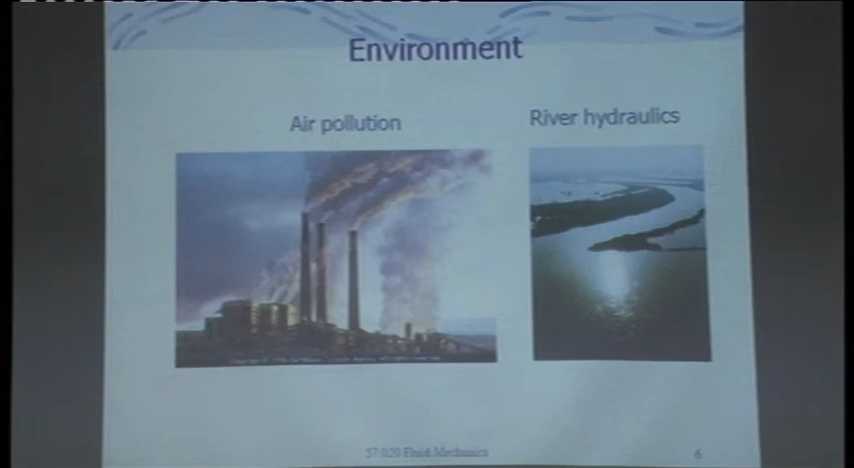 Environment
Air pollution
River hydraulics
57:020 Fluid Mechanics
6